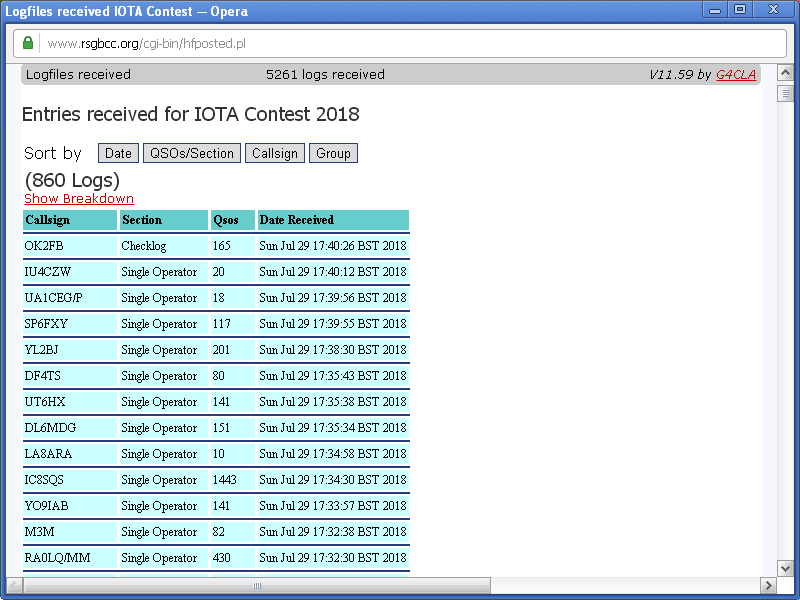 Logfiles received IOTA Contest — Opera
www.rsgbcc.org/cgi-bin/hfposted.pl
Logfiles received 5261 logs received V11.59 by G4CLA
Entries received for IOTA Contest 2018
Sort by Date QSOs/Section Callsign Group
(860 Logs)
Show Breakdown
Callsign Section Qsos Date Received
OK2FB Checklog 165 Sun Jul 29 17:40:26 BST 2018
IU4CZW Single Operator 20 Sun Jul 29 17:40:12 BST 2018
UA1CEG/P Single Operator 18 Sun Jul 29 17:39:56 BST 2018
SP6FXY Single Operator 117 Sun Jul 29 17:39:55 BST 2018
YL2BJ Single Operator 201 Sun Jul 29 17:38:30 BST 2018
DF4TS Single Operator 80 Sun Jul 29 17:35:43 BST 2018
UT6HX Single Operator 141 Sun Jul 29 17:35:38 BST 2018
DL6MDG Single Operator 151 Sun Jul 29 17:35:34 BST 2018
LA8ARA Single Operator 10 Sun Jul 29 17:34:58 BST 2018
IC8SQS Single Operator 1443 Sun Jul 29 17:34:30 BST 2018
YO9IAB Single Operator 141 Sun Jul 29 17:33:57 BST 2018
M3M Single Operator 82 Sun Jul 29 17:32:38 BST 2018
RA0LQ/MM Single Operator 430 Sun Jul 29 17:32:30 BST 2018